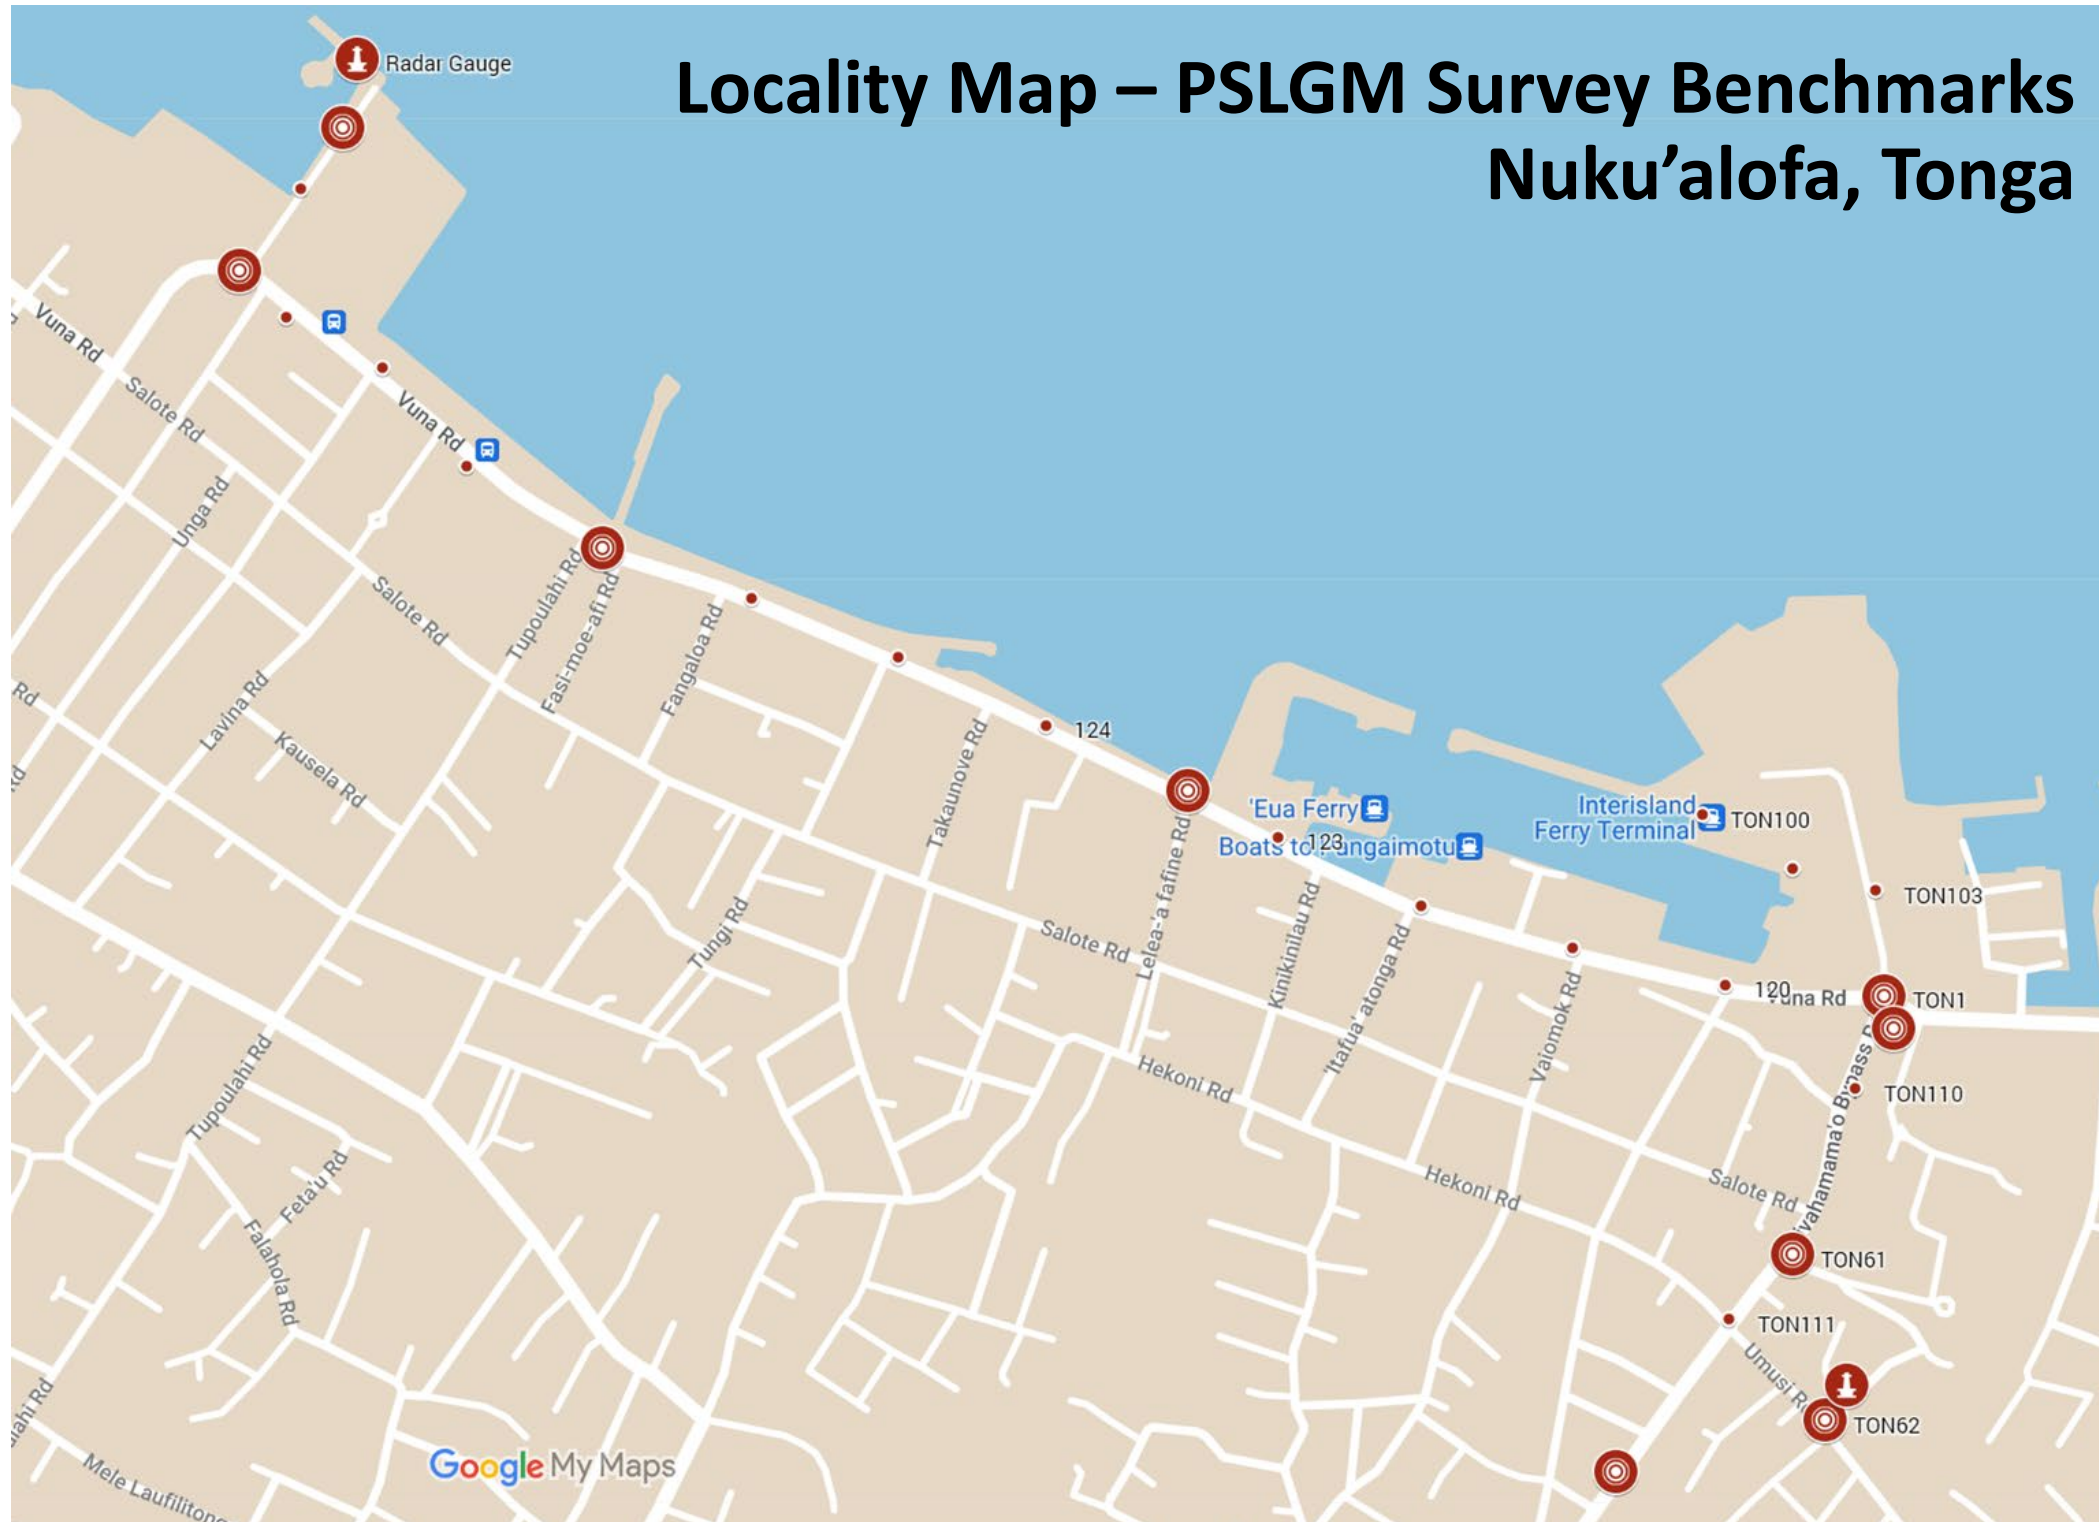 Locality Map – PSLGM Survey Benchmarks
Nuku’alofa, Tonga
Radar Gauge
Vuna Rd
Salote Rd
Vuna Rd
Unga Rd
Salote Rd
Tupoulahi Rd
Fasi-moe-afi Rd
Fangaloa Rd
Rd
Lavina Rd
Kausela Rd
Takaunove Rd
124
'Eua Ferry
123
Interisland
Ferry Terminal
TON100
TON103
Tungi Rd
Salote Rd
Lelea-'a fafine Rd
Kinikinilau Rd
'Itafua'atonga Rd
Vaiomok Rd
120
Vuna Rd
TON1
Tupoulahi Rd
Hekoni Rd
TON110
Feta'u Rd
Falahola Rd
Hekoni Rd
Salote Rd
TON61
TON111
Umusi
TON62
Google My Maps